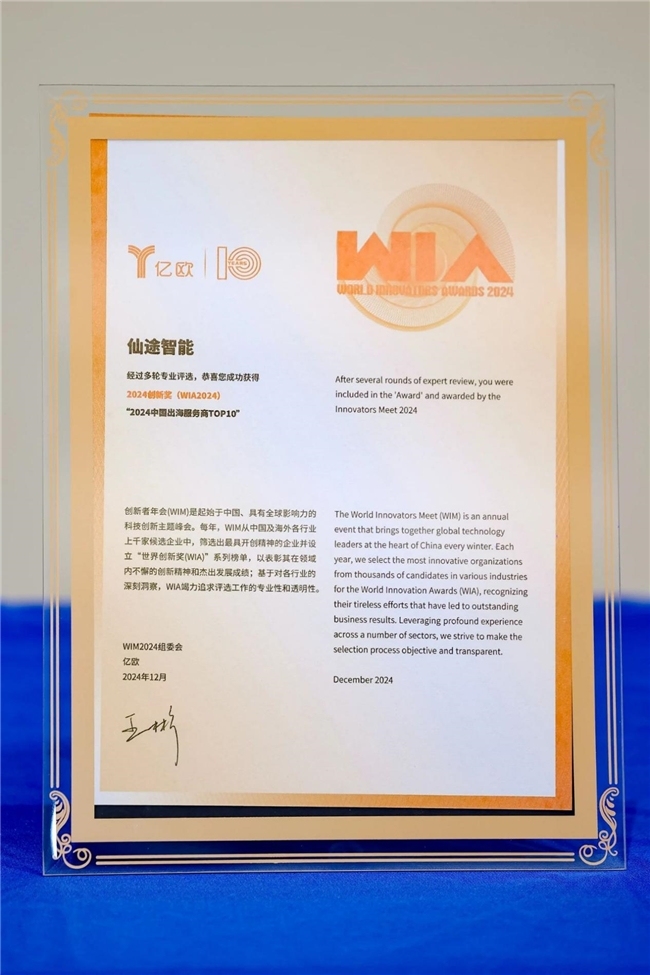 亿欧
10
YEARS
WIA
WORLD INNOVATORS AWARDS 2024
仙途智能
经过多轮专业评选，恭喜您成功获得
2024创新奖（WIA2024）
“2024中国出海服务商TOP10”
After several rounds of expert review, you were
included in the 'Award' and awarded by the
Innovators Meet 2024
创新者年会(WIM)是起始于中国、具有全球影响力的
科技创新主题峰会。每年，WIM从中国及海外各行业
上千家候选企业中，筛选出最具开创精神的企业并设
立“世界创新奖(WIA)”系列榜单，以表彰其在领域
内不懈的创新精神和杰出发展成绩；基于对各行业的
深刻洞察，WIA竭力追求评选工作的专业性和透明性。
The World Innovators Meet (WIM) is an annual
event that brings together global technology
leaders at the heart of China every winter. Each
year, we select the most innovative organizations
from thousands of candidates in various industries
for the World Innovation Awards (WIA), recognizing
their tireless efforts that have led to outstanding
business results. Leveraging profound experience
across a number of sectors, we strive to make the
selection process objective and transparent.
WIM2024组委会
亿欧
2024年12月
December 2024
王彬